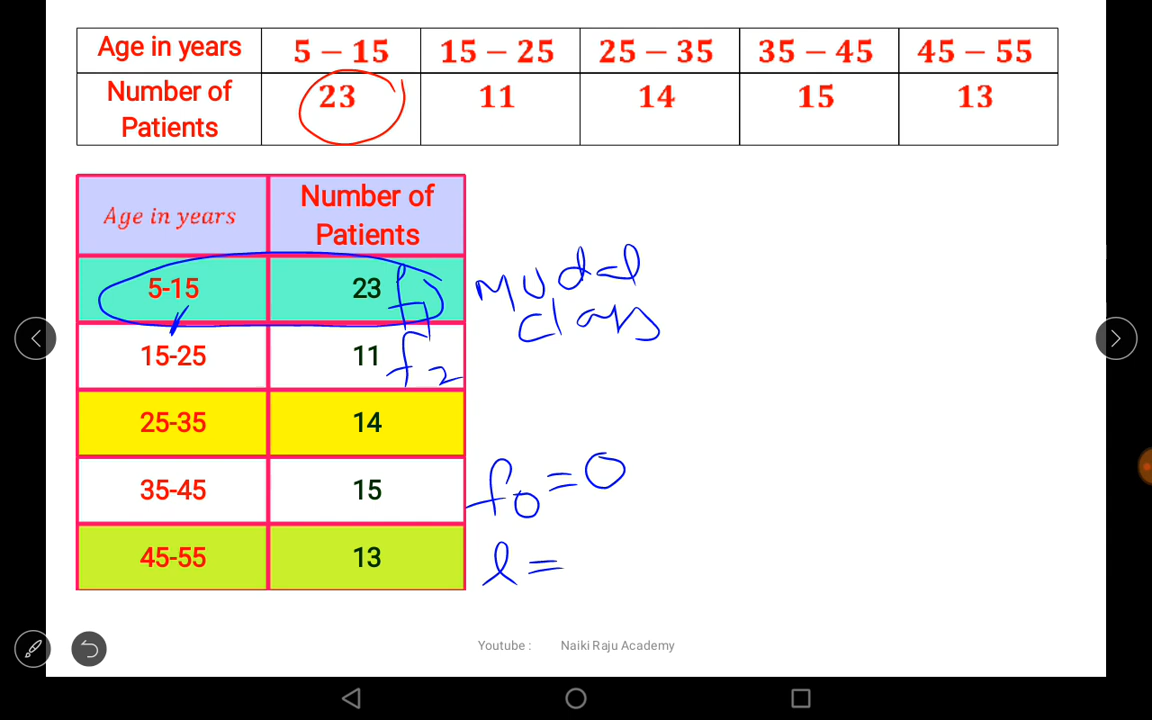 Age in years 5 – 15 15 – 25 25 – 35 35 – 45 45 – 55
Number of Patients 23 11 14 15 13
Age in years Number of Patients
5-15 23 f1
15-25 11 f2
25-35 14
35-45 15
45-55 13
modal
class
f0 = 0
l =
Youtube : Naiki Raju Academy